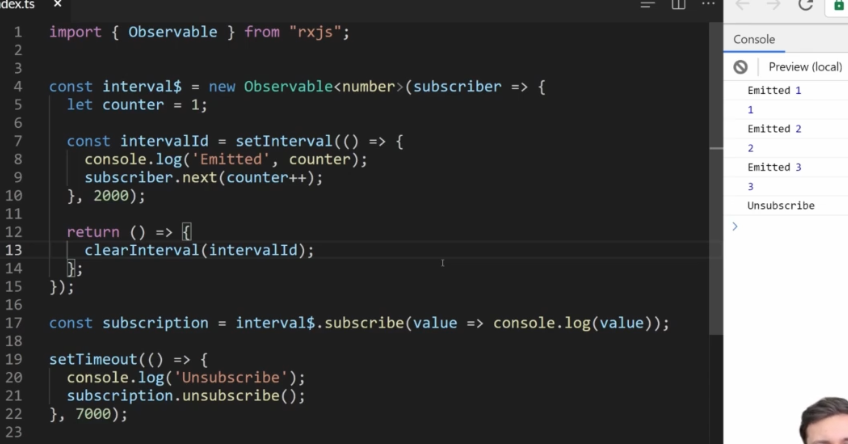 dex.ts ×
1 import { Observable } from "rxjs";
2
3
4 const interval$ = new Observable<number>(subscriber => {
5 let counter = 1;
6
7 const intervalId = setInterval(() => {
8 console.log('Emitted', counter);
9 subscriber.next(counter++);
10 }, 2000);
11
12 return () => {
13 clearInterval(intervalId);
14 };
15 });
16
17 const subscription = interval$.subscribe(value => console.log(value));
18
19 setTimeout(() => {
20 console.log('Unsubscribe');
21 subscription.unsubscribe();
22 }, 7000);
23
Console
Preview (local)
Emitted 1
1
Emitted 2
2
Emitted 3
3
Unsubscribe
>